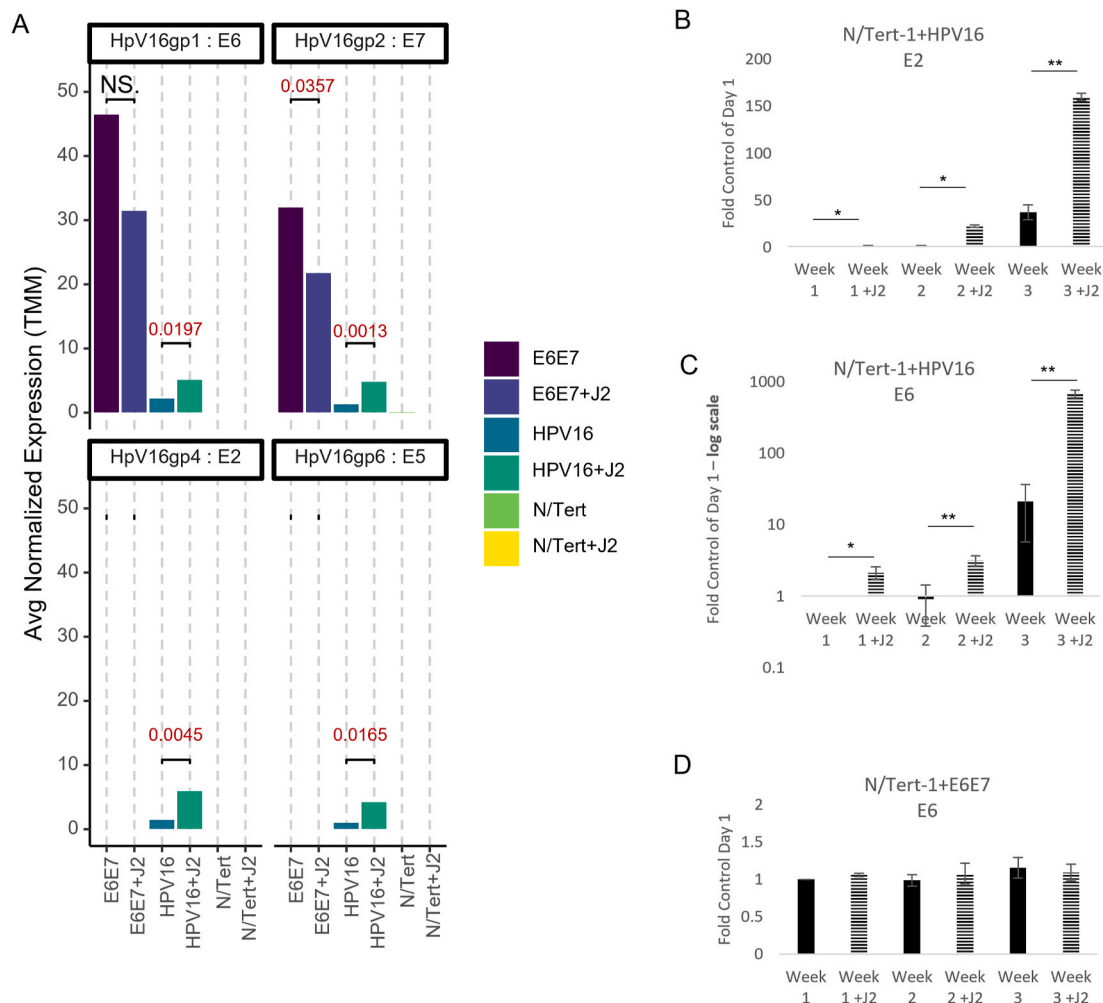 A
HpV16gp1 : E6
HpV16gp2 : E7
Avg Normalized Expression (TMM)
50
40
30
20
10
0
NS.
0.0197
0.0357
0.0013
HpV16gp4 : E2
HpV16gp6 : E5
50
40
30
20
10
0
0.0045
0.0165
E6E7
E6E7+J2
HPV16
HPV16+J2
N/Tert
N/Tert+J2
E6E7
E6E7+J2
HPV16
HPV16+J2
N/Tert
N/Tert+J2
E6E7
E6E7+J2
HPV16
HPV16+J2
N/Tert
N/Tert+J2
B
N/Tert-1+HPV16
E2
Fold Control of Day 1
200
150
100
50
0
*
*
**
Week Week Week Week Week Week
1 1 +J2 2 2 +J2 3 3 +J2
C
N/Tert-1+HPV16
E6
Fold Control of Day 1 – log scale
1000
100
10
1
0.1
*
**
**
Week Week Week Week Week Week
1 1 +J2 2 2 +J2 3 3 +J2
D
N/Tert-1+E6E7
E6
Fold Control Day 1
2
1.5
1
0.5
0
Week Week Week Week Week Week
1 1 +J2 2 2 +J2 3 3 +J2